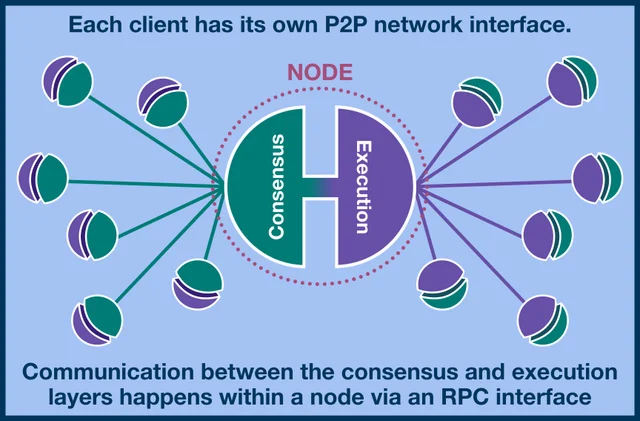 Each client has its own P2P network interface.
NODE
Consensus
Execution
Communication between the consensus and execution
layers happens within a node via an RPC interface